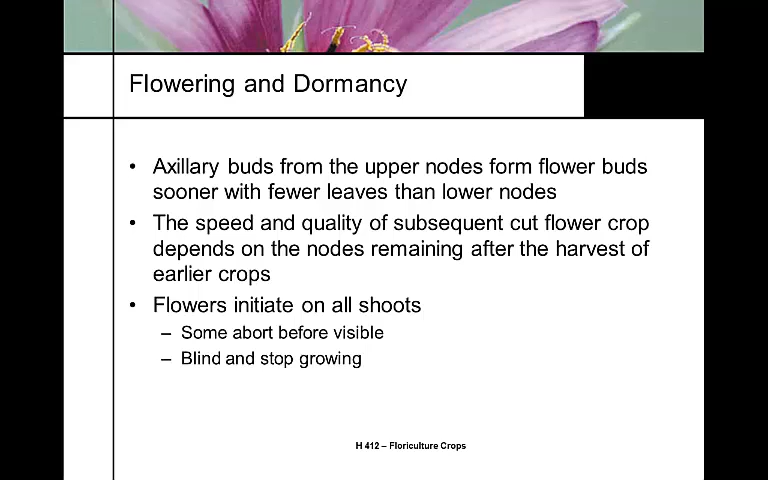 Flowering and Dormancy
• Axillary buds from the upper nodes form flower buds
sooner with fewer leaves than lower nodes
• The speed and quality of subsequent cut flower crop
depends on the nodes remaining after the harvest of
earlier crops
• Flowers initiate on all shoots
– Some abort before visible
– Blind and stop growing
H 412 – Floriculture Crops